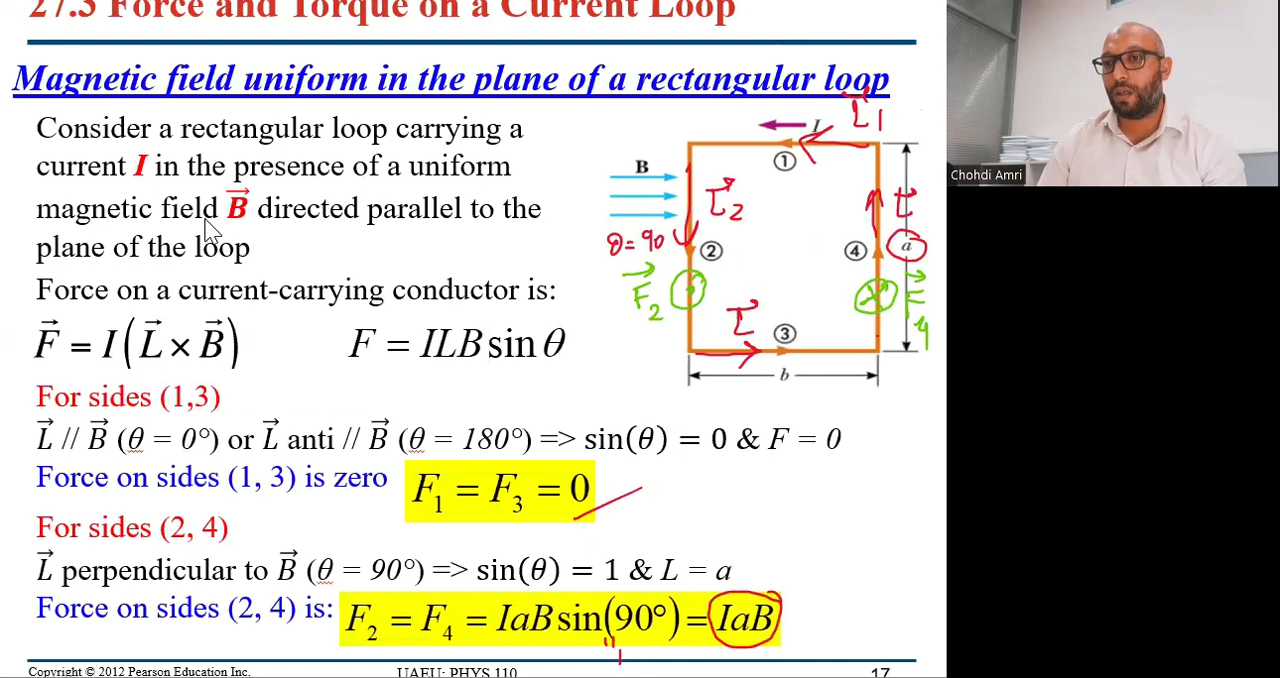 27.3 Force and Torque on a Current Loop
Magnetic field uniform in the plane of a rectangular loop
Consider a rectangular loop carrying a
current I in the presence of a uniform
magnetic field B⃗ directed parallel to the
plane of the loop
Force on a current-carrying conductor is:
F⃗ = I(L⃗ × B⃗)
F = ILB sin θ
For sides (1,3)
L⃗ // B⃗ (θ = 0°) or L⃗ anti // B⃗ (θ = 180°) => sin(θ) = 0 & F = 0
Force on sides (1, 3) is zero
F₁ = F₃ = 0
For sides (2, 4)
L⃗ perpendicular to B⃗ (θ = 90°) => sin(θ) = 1 & L = a
Force on sides (2, 4) is:
F₂ = F₄ = IaB sin(90°) = IaB
" 1
I
L⃗1
①
B
L⃗2
L⃗
θ = 90
②
④
a
F⃗2
F⃗4
L⃗
③
b
Chohdi Amri
Copyright © 2012 Pearson Education Inc.
UAEU: PHYS 110
17